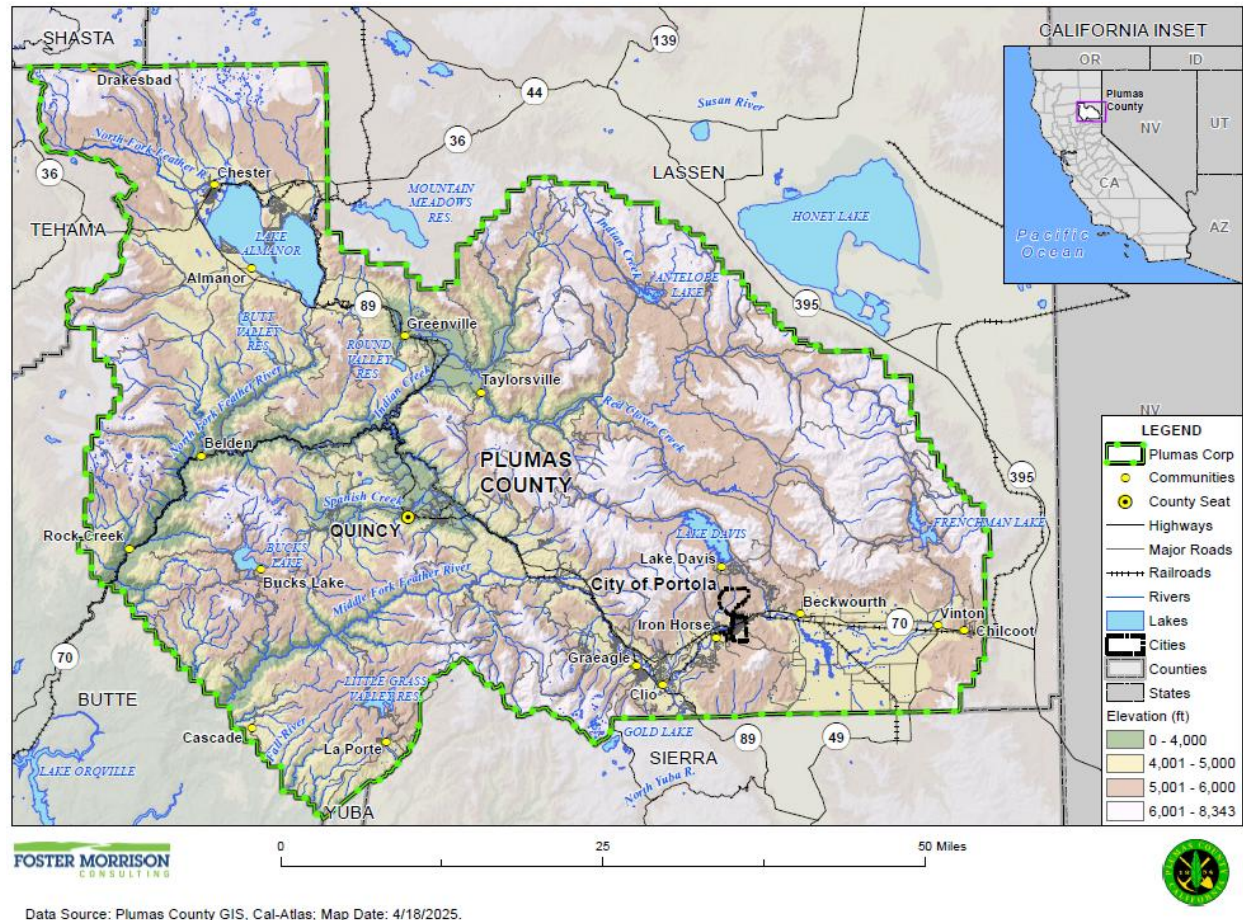 SHASTA
139
CALIFORNIA INSET
OR
ID
Drakesbad
Plumas
County
44
Susan River
NV
UT
36
North Fork Feather R.
36
LASSEN
Chester
CA
MOUNTAIN
MEADOWS
RES.
HONEY LAKE
AZ
TEHAMA
Indian Creek
Pacific
Ocean
LAKE
ALMANOR
Almanor
ANTELOPE
LAKE
89
395
BUTT
VALLEY
RES.
Greenville
ROUND
VALLEY
RES.
Taylorsville
Indian Creek
North Fork Feather River
Red Clover Creek
NV
LEGEND
Belden
PLUMAS
COUNTY
Plumas Corp
Communities
395
County Seat
Spanish Creek
QUINCY
FRENCHMAN LAKE
Highways
LAKE DAVIS
Rock Creek
Major Roads
BUCKS
LAKE
Lake Davis
Railroads
Bucks Lake
City of Portola
Middle Fork Feather River
Rivers
Beckwourth
Vinton
70
Chilcoot
Lakes
Iron Horse
Cities
70
Graeagle
Counties
LITTLE GRASS
VALLEY RES.
Clio
States
BUTTE
Elevation (ft)
Cascade
Fall River
La Porte
GOLD LAKE
89
49
0 - 4,000
4,001 - 5,000
SIERRA
LAKE OROVILLE
North Yuba R.
5,001 - 6,000
YUBA
6,001 - 8,343
FOSTER MORRISON
CONSULTING
0
25
50 Miles
PLUMAS COUNTY
1854
CALIFORNIA
Data Source: Plumas County GIS, Cal-Atlas; Map Date: 4/18/2025.